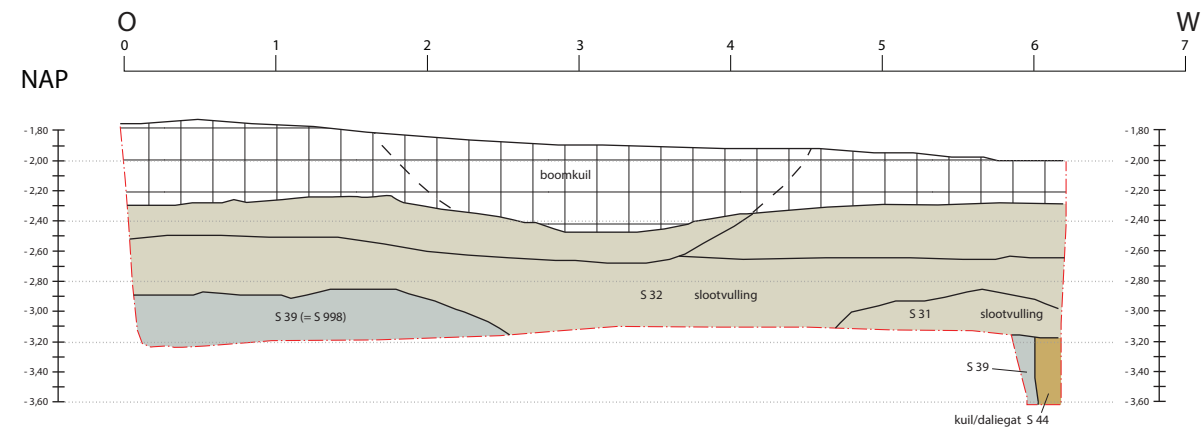 O W
0 1 2 3 4 5 6 7
NAP
- 1,80 - 1,80
- 2,00 - 2,00
boomkuil
- 2,20 - 2,20
- 2,40 - 2,40
- 2,60 - 2,60
- 2,80 - 2,80
S 32 slootvulling
- 3,00 - 3,00
S 39 (= S 998) S 31 slootvulling
- 3,20 - 3,20
S 39
- 3,40 - 3,40
- 3,60 - 3,60
kuil/daliegat S 44